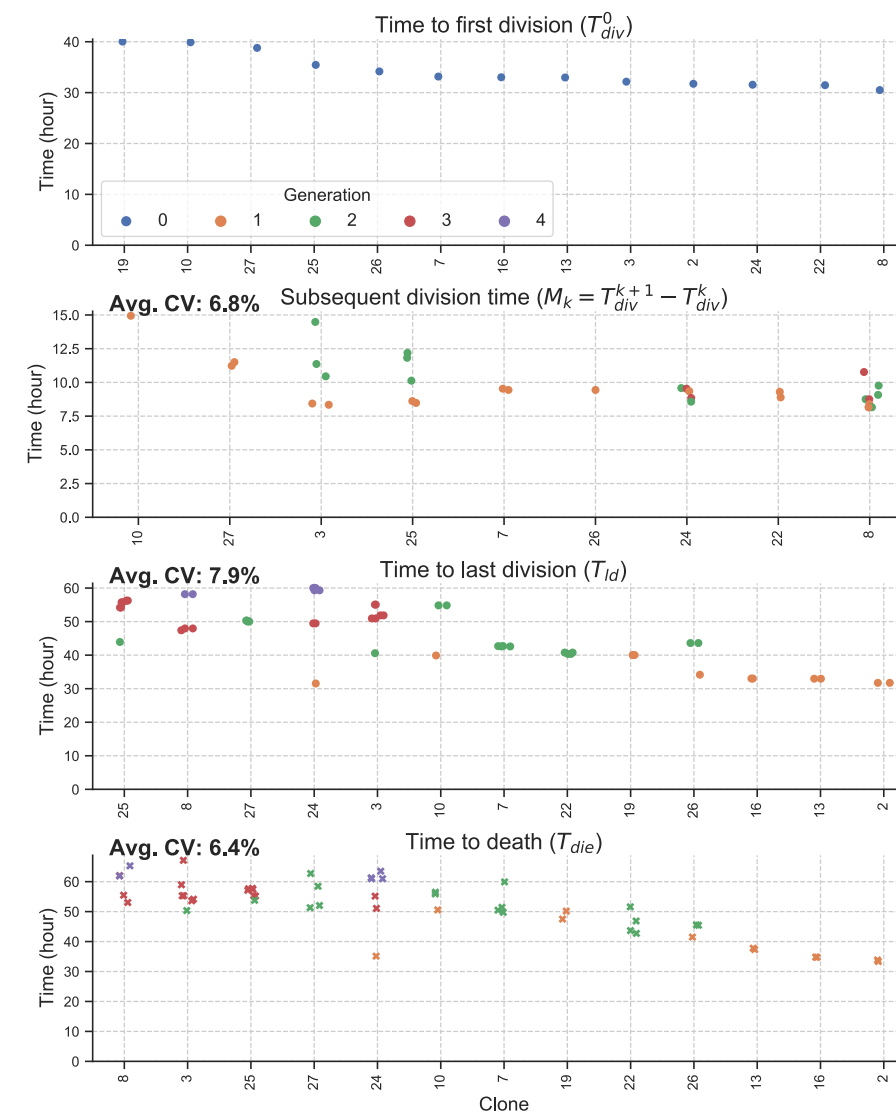 Time to first division (T⁰div)
Time (hour)
40
30
20
10
0
Generation
0 1 2 3 4
19 10 27 25 26 7 16 13 3 2 24 22 8
Avg. CV: 6.8% Subsequent division time (Mk = Tᵏ⁺¹div − Tᵏdiv)
Time (hour)
15.0
12.5
10.0
7.5
5.0
2.5
0.0
10 27 3 25 7 26 24 22 8
Avg. CV: 7.9% Time to last division (Tld)
Time (hour)
60
50
40
30
20
10
0
25 8 27 24 3 10 7 22 19 26 16 13 2
Avg. CV: 6.4% Time to death (Tdie)
Time (hour)
60
50
40
30
20
10
0
8 3 25 27 24 10 7 19 22 26 13 16 2
Clone